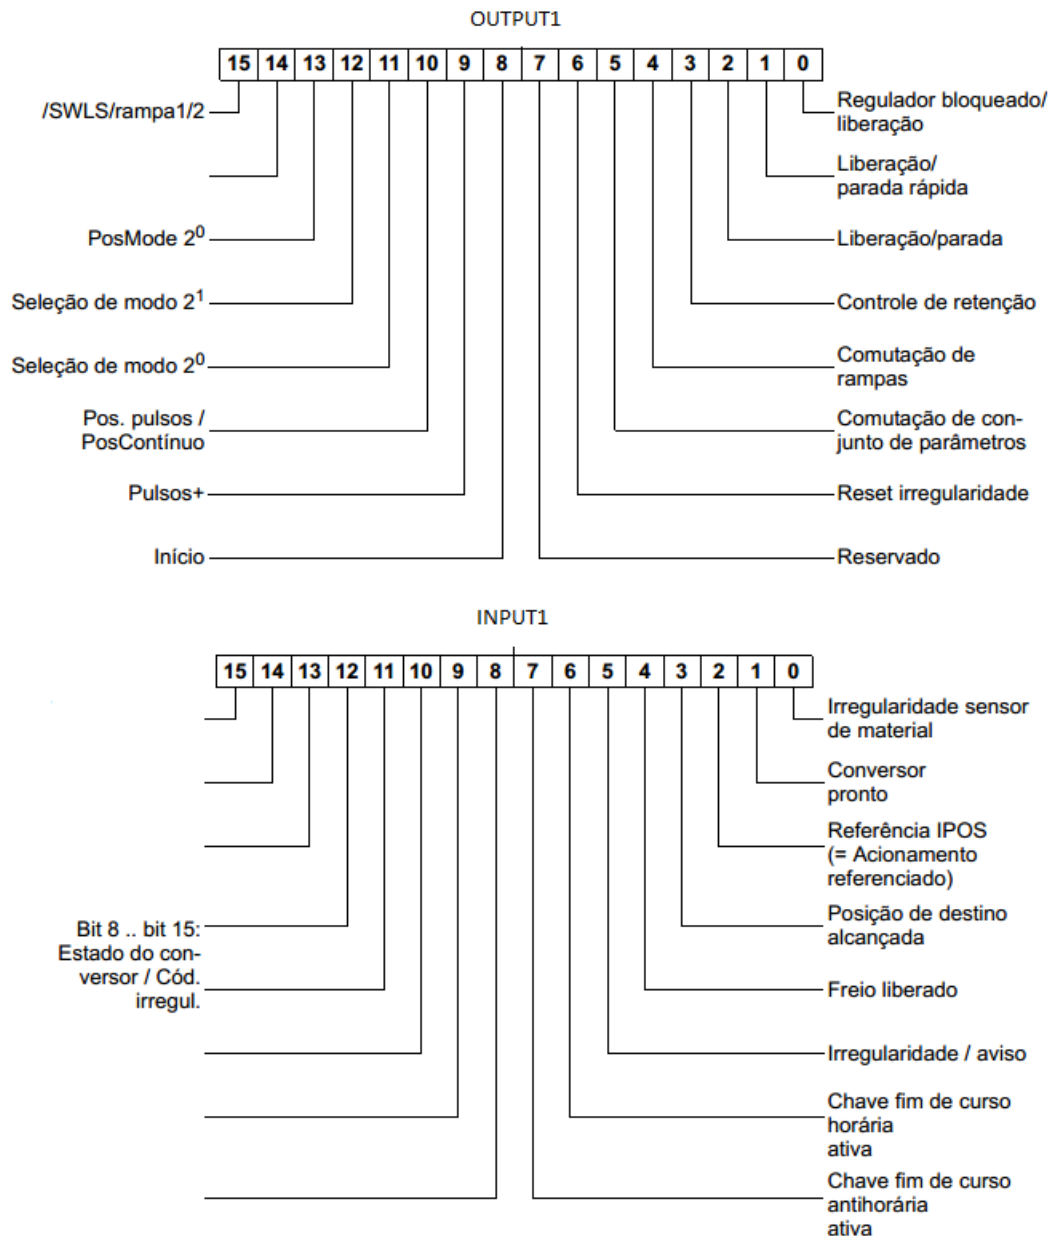 OUTPUT1
15 14 13 12 11 10 9 8 7 6 5 4 3 2 1 0
/SWLS/rampa1/2
PosMode 2⁰
Seleção de modo 2¹
Seleção de modo 2⁰
Pos. pulsos /
PosContínuo
Pulsos+
Início
Regulador bloqueado/
liberação
Liberação/
parada rápida
Liberação/parada
Controle de retenção
Comutação de
rampas
Comutação de con-
junto de parâmetros
Reset irregularidade
Reservado
INPUT1
15 14 13 12 11 10 9 8 7 6 5 4 3 2 1 0
Bit 8 .. bit 15:
Estado do con-
versor / Cód.
irregul.
Irregularidade sensor
de material
Conversor
pronto
Referência IPOS
(= Acionamento
referenciado)
Posição de destino
alcançada
Freio liberado
Irregularidade / aviso
Chave fim de curso
horária
ativa
Chave fim de curso
antihorária
ativa